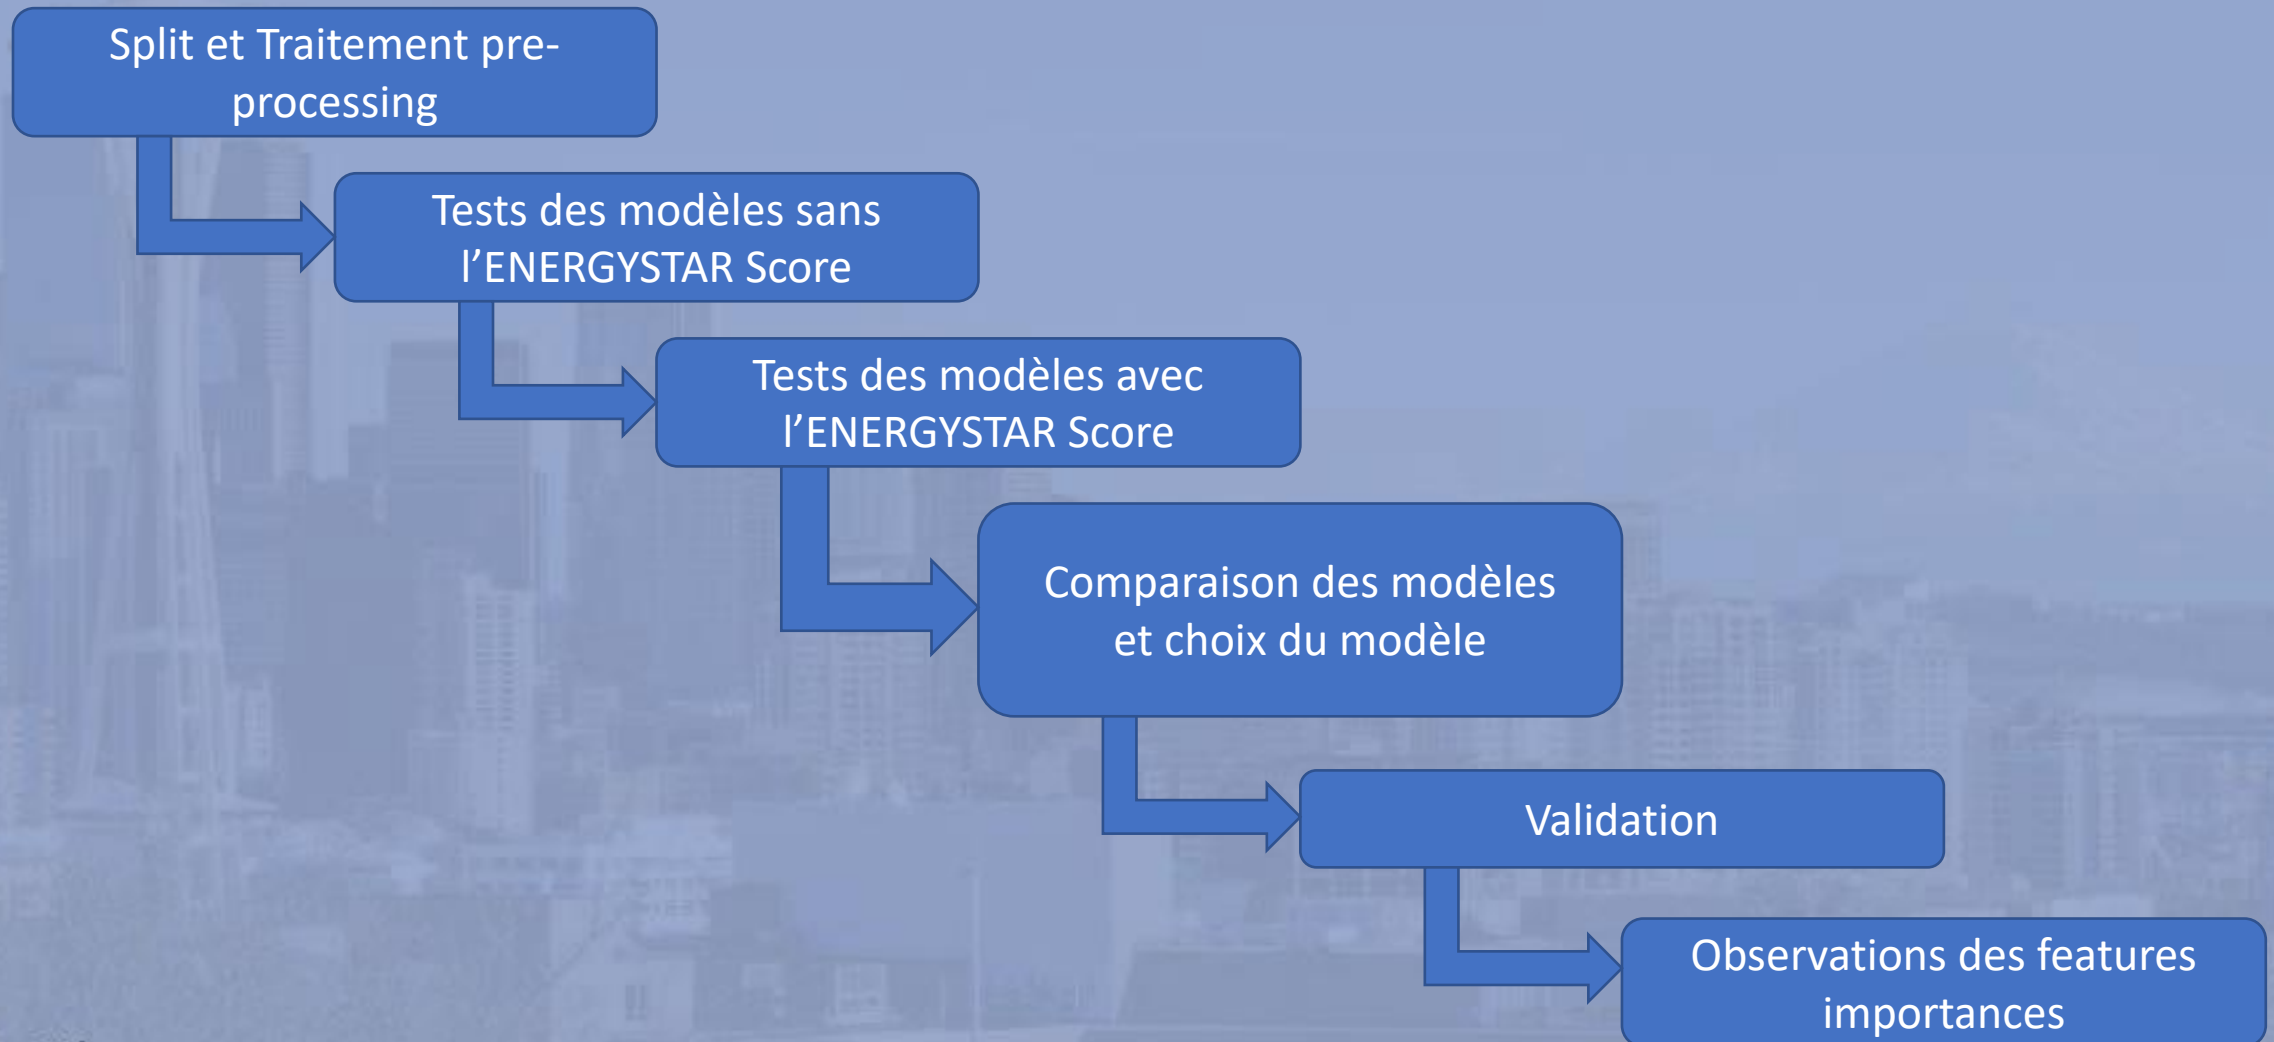 Split et Traitement pre-
processing
Tests des modèles sans
l’ENERGYSTAR Score
Tests des modèles avec
l’ENERGYSTAR Score
Comparaison des modèles
et choix du modèle
Validation
Observations des features
importances